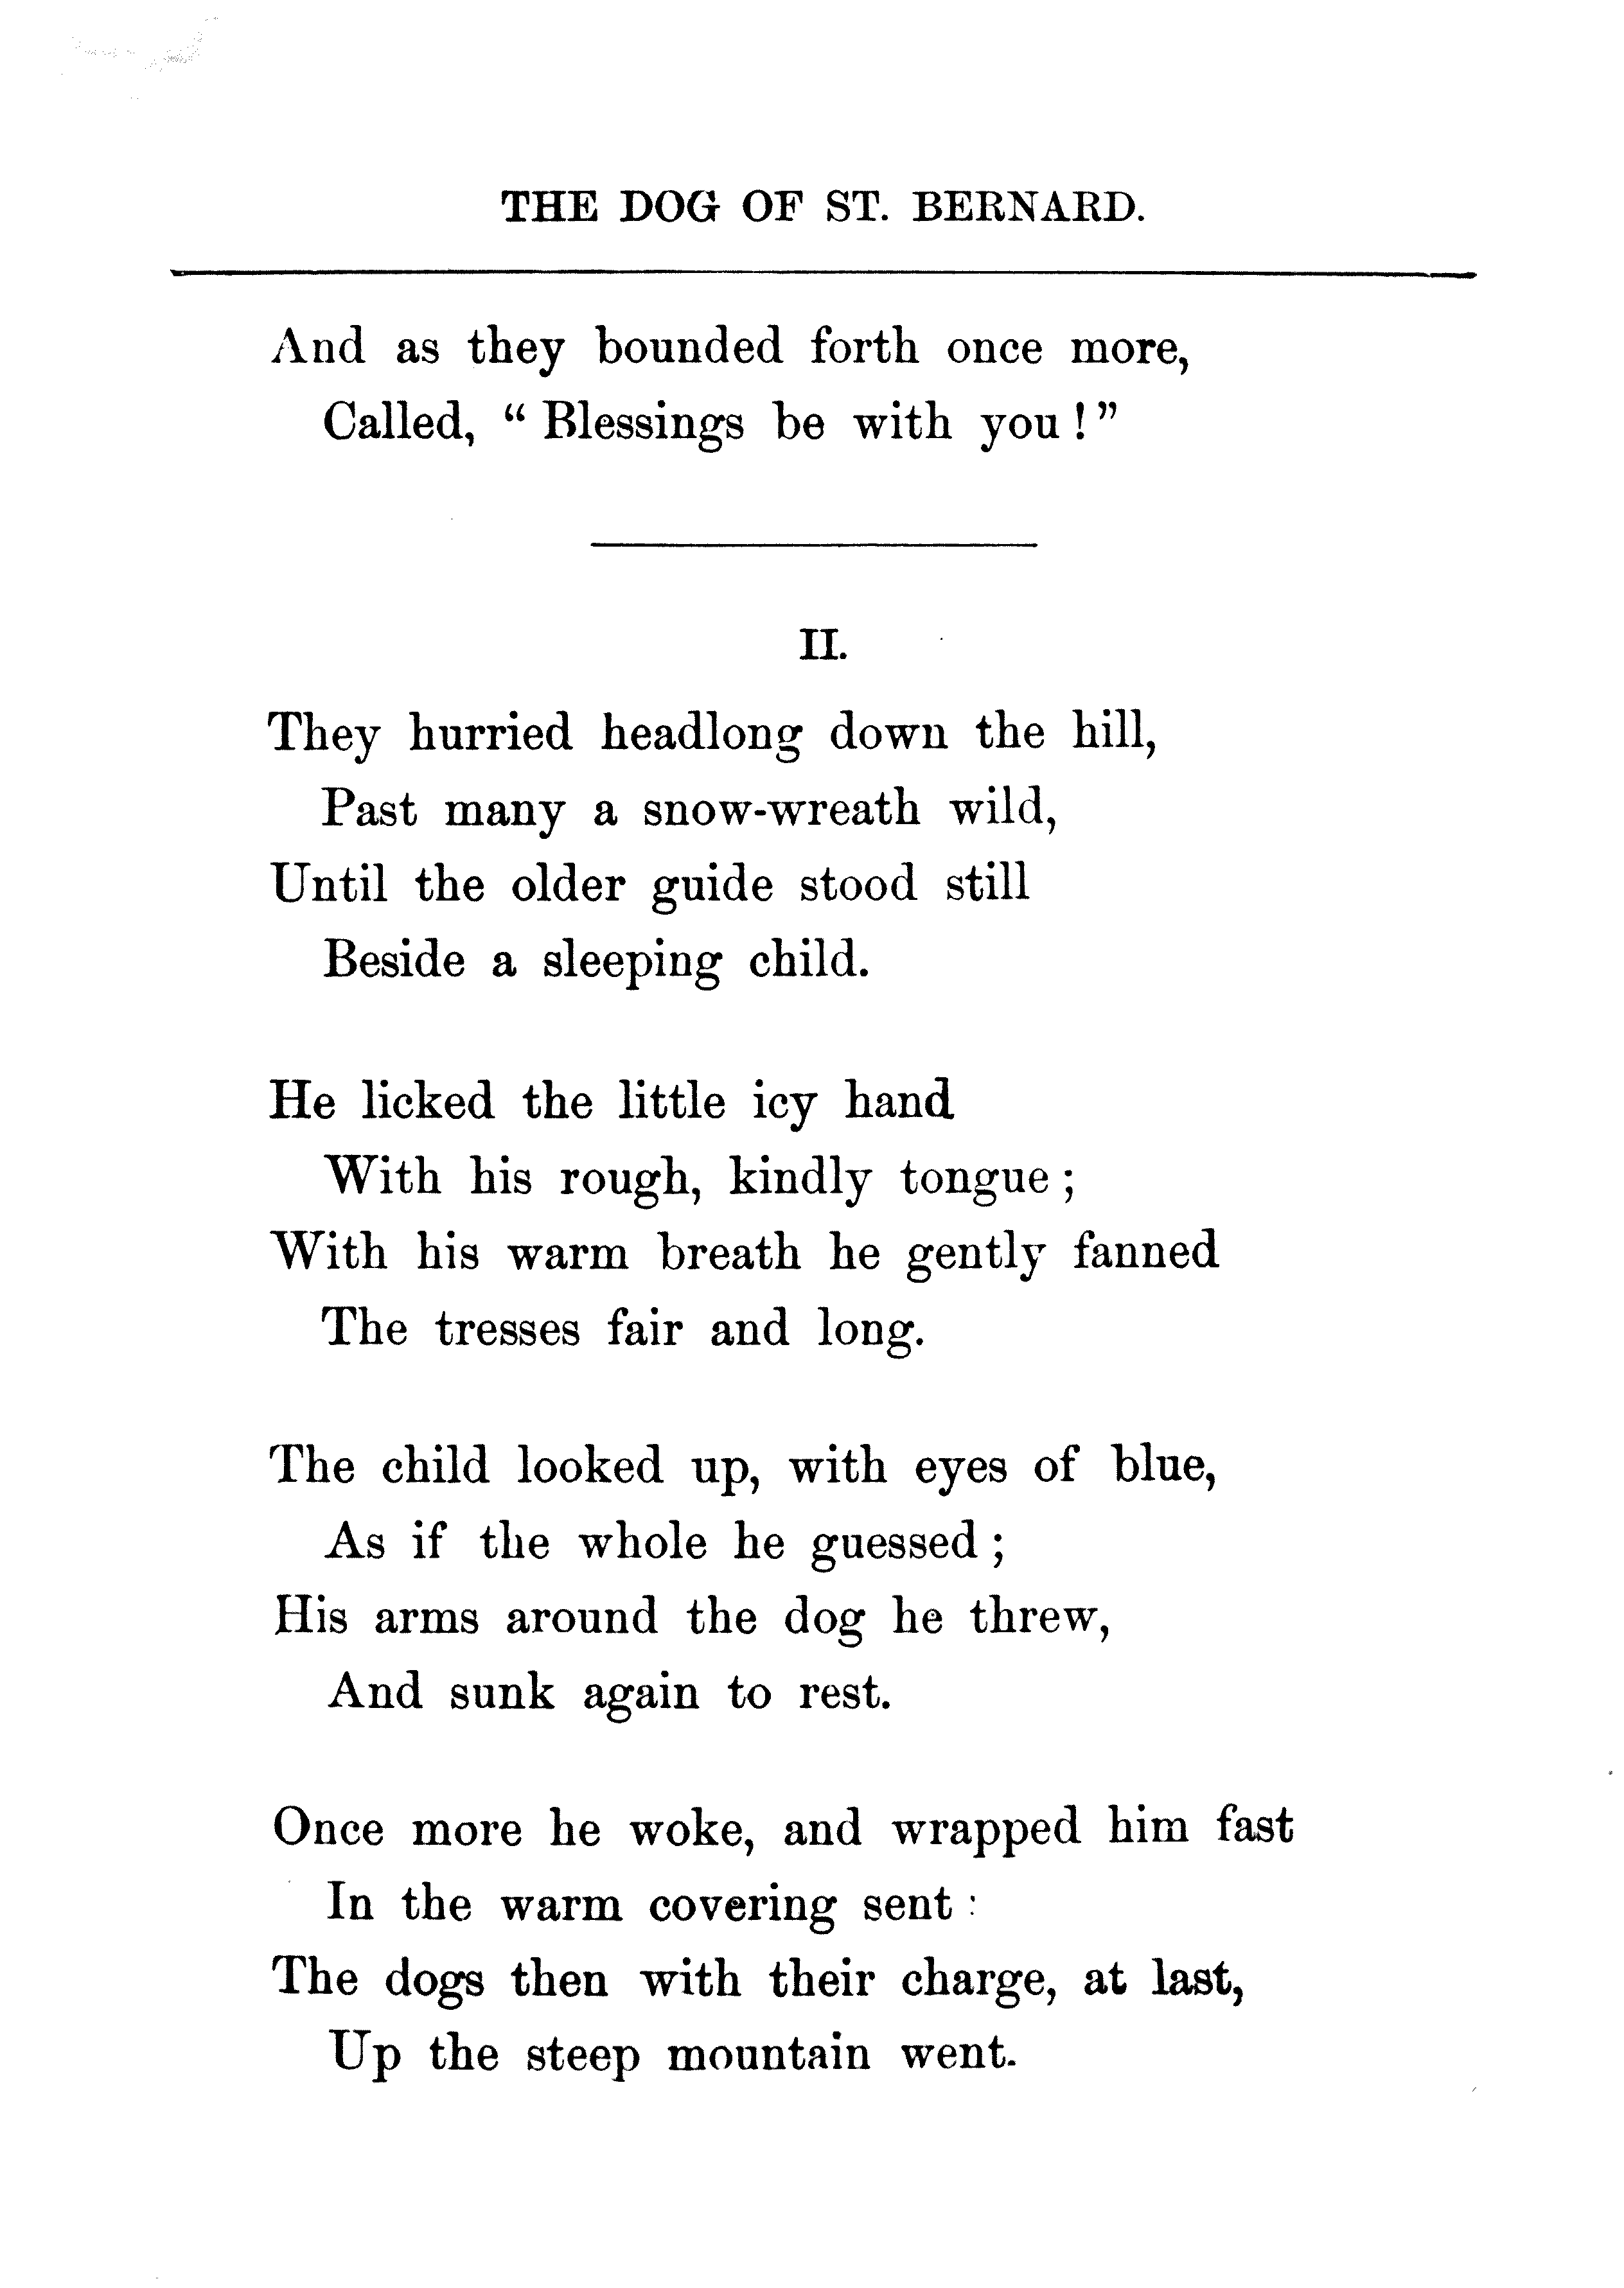 THE DOG OF ST. BERNARD.
And as they bounded forth once more,
Called, “ Blessings be with you ! ”
II.
They hurried headlong down the hill,
Past many a snow-wreath wild,
Until the older guide stood still
Beside a sleeping child.
He licked the little icy hand
With his rough, kindly tongue ;
With his warm breath he gently fanned
The tresses fair and long.
The child looked up, with eyes of blue,
As if the whole he guessed ;
His arms around the dog he threw,
And sunk again to rest.
Once more he woke, and wrapped him fast
In the warm covering sent :
The dogs then with their charge, at last,
Up the steep mountain went.